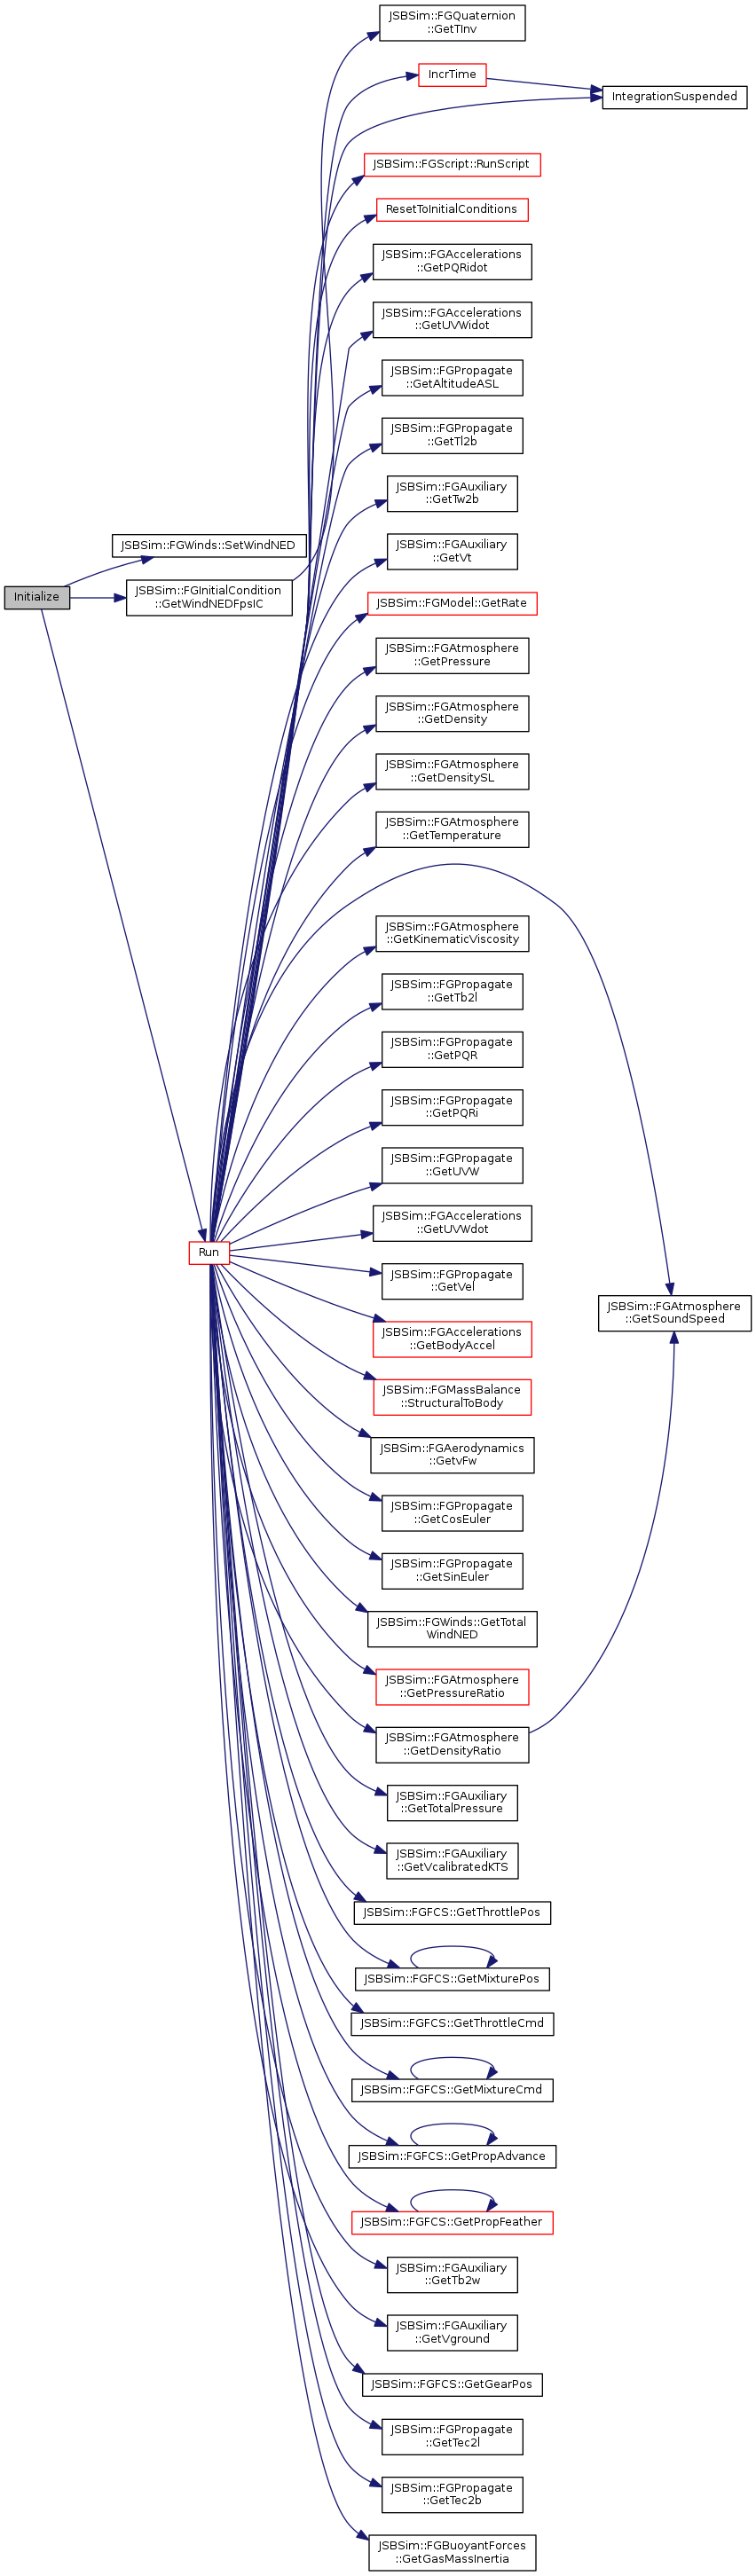 JSBSim::FGQuaternion
::GetTInv
IncrTime
IntegrationSuspended
JSBSim::FGScript::RunScript
ResetToInitialConditions
JSBSim::FGAccelerations
::GetPQRidot
JSBSim::FGAccelerations
::GetUVWidot
JSBSim::FGPropagate
::GetAltitudeASL
JSBSim::FGPropagate
::GetTl2b
JSBSim::FGAuxiliary
::GetTw2b
JSBSim::FGWinds::SetWindNED
JSBSim::FGAuxiliary
::GetVt
Initialize
JSBSim::FGInitialCondition
::GetWindNEDFpsIC
JSBSim::FGModel::GetRate
JSBSim::FGAtmosphere
::GetPressure
JSBSim::FGAtmosphere
::GetDensity
JSBSim::FGAtmosphere
::GetDensitySL
JSBSim::FGAtmosphere
::GetTemperature
JSBSim::FGAtmosphere
::GetKinematicViscosity
JSBSim::FGPropagate
::GetTb2l
JSBSim::FGPropagate
::GetPQR
JSBSim::FGPropagate
::GetPQRi
JSBSim::FGPropagate
::GetUVW
JSBSim::FGAccelerations
::GetUVWdot
Run
JSBSim::FGPropagate
::GetVel
JSBSim::FGAtmosphere
::GetSoundSpeed
JSBSim::FGAccelerations
::GetBodyAccel
JSBSim::FGMassBalance
::StructuralToBody
JSBSim::FGAerodynamics
::GetvFw
JSBSim::FGPropagate
::GetCosEuler
JSBSim::FGPropagate
::GetSinEuler
JSBSim::FGWinds::GetTotal
WindNED
JSBSim::FGAtmosphere
::GetPressureRatio
JSBSim::FGAtmosphere
::GetDensityRatio
JSBSim::FGAuxiliary
::GetTotalPressure
JSBSim::FGAuxiliary
::GetVcalibratedKTS
JSBSim::FGFCS::GetThrottlePos
JSBSim::FGFCS::GetMixturePos
JSBSim::FGFCS::GetThrottleCmd
JSBSim::FGFCS::GetMixtureCmd
JSBSim::FGFCS::GetPropAdvance
JSBSim::FGFCS::GetPropFeather
JSBSim::FGAuxiliary
::GetTb2w
JSBSim::FGAuxiliary
::GetVground
JSBSim::FGFCS::GetGearPos
JSBSim::FGPropagate
::GetTec2l
JSBSim::FGPropagate
::GetTec2b
JSBSim::FGBuoyantForces
::GetGasMassInertia